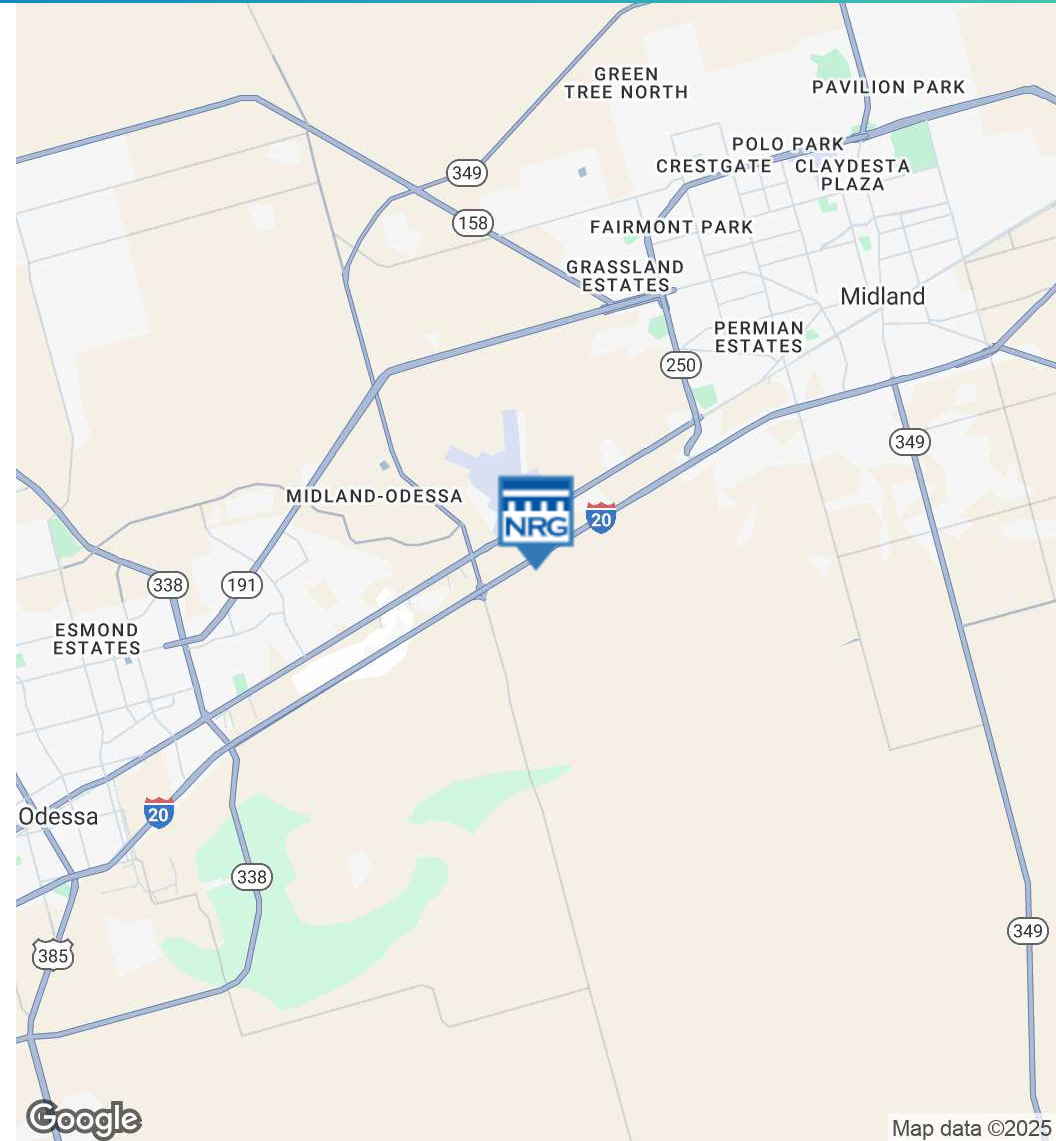 GREEN
TREE NORTH
PAVILION PARK
POLO PARK
349
CRESTGATE
CLAYDESTA
PLAZA
158
FAIRMONT PARK
GRASSLAND
ESTATES
Midland
PERMIAN
ESTATES
250
349
MIDLAND-ODESSA
NRG
20
338
191
ESMOND
ESTATES
Odessa
20
338
349
385
Google
Map data ©2025